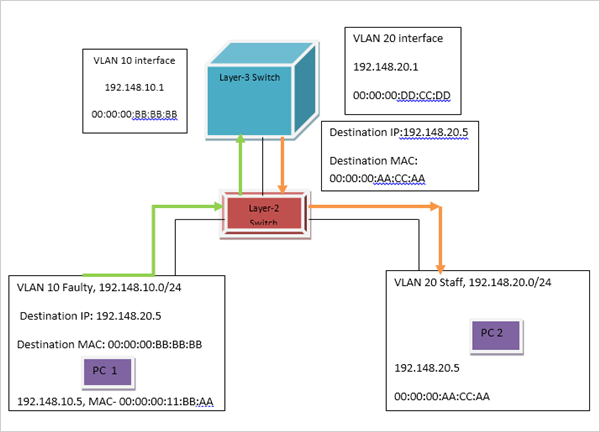 VLAN 10 interface
192.148.10.1
00:00:00:BB:BB:BB
Layer-3 Switch
VLAN 20 interface
192.148.20.1
00:00:00:DD:CC:DD
Destination IP:192.148.20.5
Destination MAC:
00:00:00:AA:CC:AA
Layer-2
Switch
VLAN 10 Faulty, 192.148.10.0/24
Destination IP: 192.148.20.5
Destination MAC: 00:00:00:BB:BB:BB
PC 1
192.148.10.5, MAC- 00:00:00:11:BB:AA
VLAN 20 Staff, 192.148.20.0/24
PC 2
192.148.20.5
00:00:00:AA:CC:AA